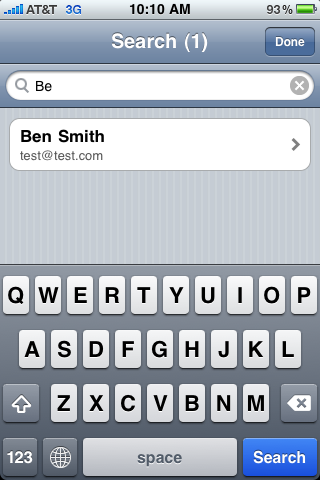 AT&T 3G 10:10 AM 93%
Search (1) Done
Be
Ben Smith
test@test.com
Q W E R T Y U I O P
A S D F G H J K L
Z X C V B N M
123 space Search